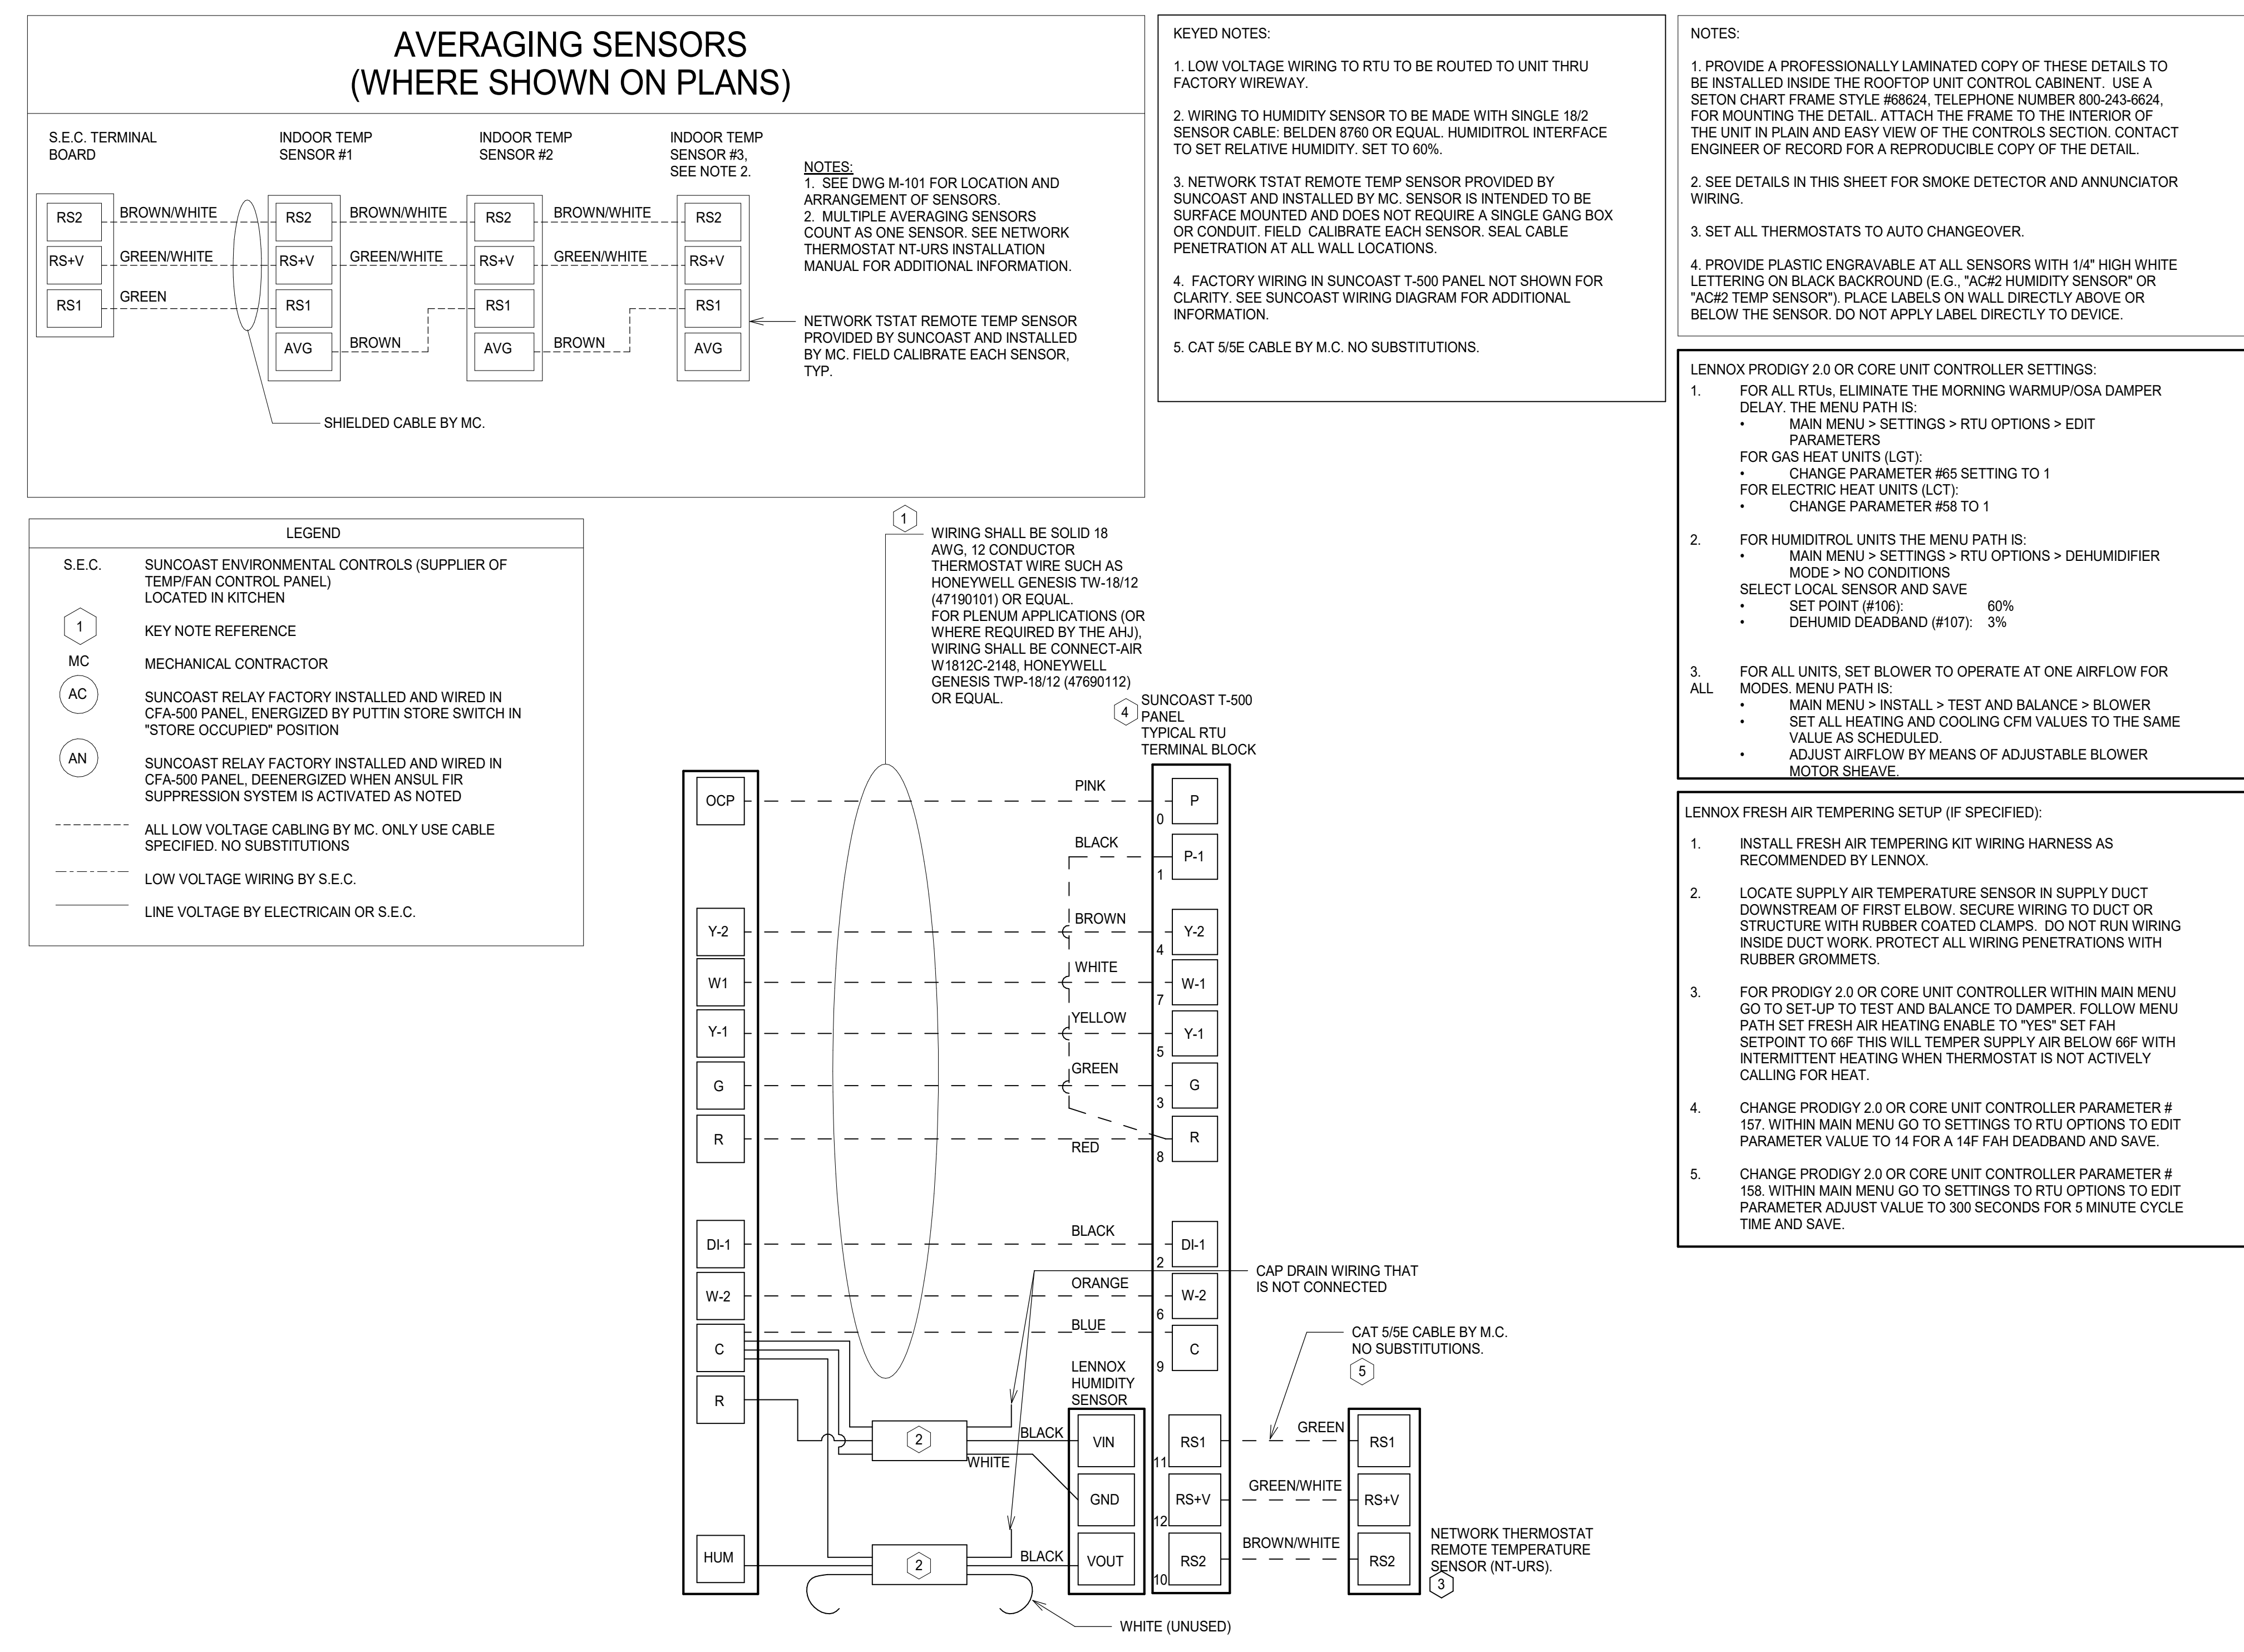 AVERAGING SENSORS
(WHERE SHOWN ON PLANS)
S.E.C. TERMINAL
BOARD
INDOOR TEMP
SENSOR #1
INDOOR TEMP
SENSOR #2
INDOOR TEMP
SENSOR #3,
SEE NOTE 2.
RS2
BROWN/WHITE
RS2
BROWN/WHITE
RS2
BROWN/WHITE
RS2
RS+V
GREEN/WHITE
RS+V
GREEN/WHITE
RS+V
GREEN/WHITE
RS+V
RS1
GREEN
RS1
RS1
RS1
AVG
BROWN
AVG
BROWN
AVG
SHIELDED CABLE BY MC.
NOTES:
1. SEE DWG M-101 FOR LOCATION AND
ARRANGEMENT OF SENSORS.
2. MULTIPLE AVERAGING SENSORS
COUNT AS ONE SENSOR. SEE NETWORK
THERMOSTAT NT-URS INSTALLATION
MANUAL FOR ADDITIONAL INFORMATION.
NETWORK TSTAT REMOTE TEMP SENSOR
PROVIDED BY SUNCOAST AND INSTALLED
BY MC. FIELD CALIBRATE EACH SENSOR,
TYP.
KEYED NOTES:
1. LOW VOLTAGE WIRING TO RTU TO BE ROUTED TO UNIT THRU
FACTORY WIREWAY.
2. WIRING TO HUMIDITY SENSOR TO BE MADE WITH SINGLE 18/2
SENSOR CABLE: BELDEN 8760 OR EQUAL. HUMIDITROL INTERFACE
TO SET RELATIVE HUMIDITY. SET TO 60%.
3. NETWORK TSTAT REMOTE TEMP SENSOR PROVIDED BY
SUNCOAST AND INSTALLED BY MC. SENSOR IS INTENDED TO BE
SURFACE MOUNTED AND DOES NOT REQUIRE A SINGLE GANG BOX
OR CONDUIT. FIELD CALIBRATE EACH SENSOR. SEAL CABLE
PENETRATION AT ALL WALL LOCATIONS.
4. FACTORY WIRING IN SUNCOAST T-500 PANEL NOT SHOWN FOR
CLARITY. SEE SUNCOAST WIRING DIAGRAM FOR ADDITIONAL
INFORMATION.
5. CAT 5/5E CABLE BY M.C. NO SUBSTITUTIONS.
NOTES:
1. PROVIDE A PROFESSIONALLY LAMINATED COPY OF THESE DETAILS TO
BE INSTALLED INSIDE THE ROOFTOP UNIT CONTROL CABINENT. USE A
SETON CHART FRAME STYLE #68624, TELEPHONE NUMBER 800-243-6624,
FOR MOUNTING THE DETAIL. ATTACH THE FRAME TO THE INTERIOR OF
THE UNIT IN PLAIN AND EASY VIEW OF THE CONTROLS SECTION. CONTACT
ENGINEER OF RECORD FOR A REPRODUCIBLE COPY OF THE DETAIL.
2. SEE DETAILS IN THIS SHEET FOR SMOKE DETECTOR AND ANNUNCIATOR
WIRING.
3. SET ALL THERMOSTATS TO AUTO CHANGEOVER.
4. PROVIDE PLASTIC ENGRAVABLE AT ALL SENSORS WITH 1/4" HIGH WHITE
LETTERING ON BLACK BACKROUND (E.G., "AC#2 HUMIDITY SENSOR" OR
"AC#2 TEMP SENSOR"). PLACE LABELS ON WALL DIRECTLY ABOVE OR
BELOW THE SENSOR. DO NOT APPLY LABEL DIRECTLY TO DEVICE.
LENNOX PRODIGY 2.0 OR CORE UNIT CONTROLLER SETTINGS:
1. FOR ALL RTUs, ELIMINATE THE MORNING WARMUP/OSA DAMPER
DELAY. THE MENU PATH IS:
• MAIN MENU > SETTINGS > RTU OPTIONS > EDIT
PARAMETERS
FOR GAS HEAT UNITS (LGT):
• CHANGE PARAMETER #65 SETTING TO 1
FOR ELECTRIC HEAT UNITS (LCT):
• CHANGE PARAMETER #58 TO 1
2. FOR HUMIDITROL UNITS THE MENU PATH IS:
• MAIN MENU > SETTINGS > RTU OPTIONS > DEHUMIDIFIER
MODE > NO CONDITIONS
SELECT LOCAL SENSOR AND SAVE
• SET POINT (#106): 60%
• DEHUMID DEADBAND (#107): 3%
3. FOR ALL UNITS, SET BLOWER TO OPERATE AT ONE AIRFLOW FOR
ALL MODES. MENU PATH IS:
• MAIN MENU > INSTALL > TEST AND BALANCE > BLOWER
• SET ALL HEATING AND COOLING CFM VALUES TO THE SAME
VALUE AS SCHEDULED.
• ADJUST AIRFLOW BY MEANS OF ADJUSTABLE BLOWER
MOTOR SHEAVE.
LENNOX FRESH AIR TEMPERING SETUP (IF SPECIFIED):
1. INSTALL FRESH AIR TEMPERING KIT WIRING HARNESS AS
RECOMMENDED BY LENNOX.
2. LOCATE SUPPLY AIR TEMPERATURE SENSOR IN SUPPLY DUCT
DOWNSTREAM OF FIRST ELBOW. SECURE WIRING TO DUCT OR
STRUCTURE WITH RUBBER COATED CLAMPS. DO NOT RUN WIRING
INSIDE DUCT WORK. PROTECT ALL WIRING PENETRATIONS WITH
RUBBER GROMMETS.
3. FOR PRODIGY 2.0 OR CORE UNIT CONTROLLER WITHIN MAIN MENU
GO TO SET-UP TO TEST AND BALANCE TO DAMPER. FOLLOW MENU
PATH SET FRESH AIR HEATING ENABLE TO "YES" SET FAH
SETPOINT TO 66F THIS WILL TEMPER SUPPLY AIR BELOW 66F WITH
INTERMITTENT HEATING WHEN THERMOSTAT IS NOT ACTIVELY
CALLING FOR HEAT.
4. CHANGE PRODIGY 2.0 OR CORE UNIT CONTROLLER PARAMETER #
157. WITHIN MAIN MENU GO TO SETTINGS TO RTU OPTIONS TO EDIT
PARAMETER VALUE TO 14 FOR A 14F FAH DEADBAND AND SAVE.
5. CHANGE PRODIGY 2.0 OR CORE UNIT CONTROLLER PARAMETER #
158. WITHIN MAIN MENU GO TO SETTINGS TO RTU OPTIONS TO EDIT
PARAMETER ADJUST VALUE TO 300 SECONDS FOR 5 MINUTE CYCLE
TIME AND SAVE.
LEGEND
S.E.C. SUNCOAST ENVIRONMENTAL CONTROLS (SUPPLIER OF
TEMP/FAN CONTROL PANEL)
LOCATED IN KITCHEN
1 KEY NOTE REFERENCE
MC MECHANICAL CONTRACTOR
AC SUNCOAST RELAY FACTORY INSTALLED AND WIRED IN
CFA-500 PANEL, ENERGIZED BY PUTTIN STORE SWITCH IN
"STORE OCCUPIED" POSITION
AN SUNCOAST RELAY FACTORY INSTALLED AND WIRED IN
CFA-500 PANEL, DEENERGIZED WHEN ANSUL FIR
SUPPRESSION SYSTEM IS ACTIVATED AS NOTED
ALL LOW VOLTAGE CABLING BY MC. ONLY USE CABLE
SPECIFIED. NO SUBSTITUTIONS
LOW VOLTAGE WIRING BY S.E.C.
LINE VOLTAGE BY ELECTRICAIN OR S.E.C.
1
WIRING SHALL BE SOLID 18
AWG, 12 CONDUCTOR
THERMOSTAT WIRE SUCH AS
HONEYWELL GENESIS TW-18/12
(47190101) OR EQUAL.
FOR PLENUM APPLICATIONS (OR
WHERE REQUIRED BY THE AHJ),
WIRING SHALL BE CONNECT-AIR
W1812C-2148, HONEYWELL
GENESIS TWP-18/12 (47690112)
OR EQUAL.
4
SUNCOAST T-500
PANEL
TYPICAL RTU
TERMINAL BLOCK
OCP
PINK
P
0
BLACK
P-1
1
Y-2
BROWN
Y-2
4
W1
WHITE
W-1
7
Y-1
YELLOW
Y-1
5
G
GREEN
G
3
R
RED
R
8
DI-1
BLACK
DI-1
2
CAP DRAIN WIRING THAT
IS NOT CONNECTED
W-2
ORANGE
W-2
6
C
BLUE
C
9
CAT 5/5E CABLE BY M.C.
NO SUBSTITUTIONS.
5
LENNOX
HUMIDITY
SENSOR
R
2
BLACK
WHITE
VIN
RS1
11
GREEN
RS1
GND
RS+V
12
GREEN/WHITE
RS+V
HUM
2
BLACK
VOUT
RS2
10
BROWN/WHITE
RS2
NETWORK THERMOSTAT
REMOTE TEMPERATURE
SENSOR (NT-URS).
3
WHITE (UNUSED)